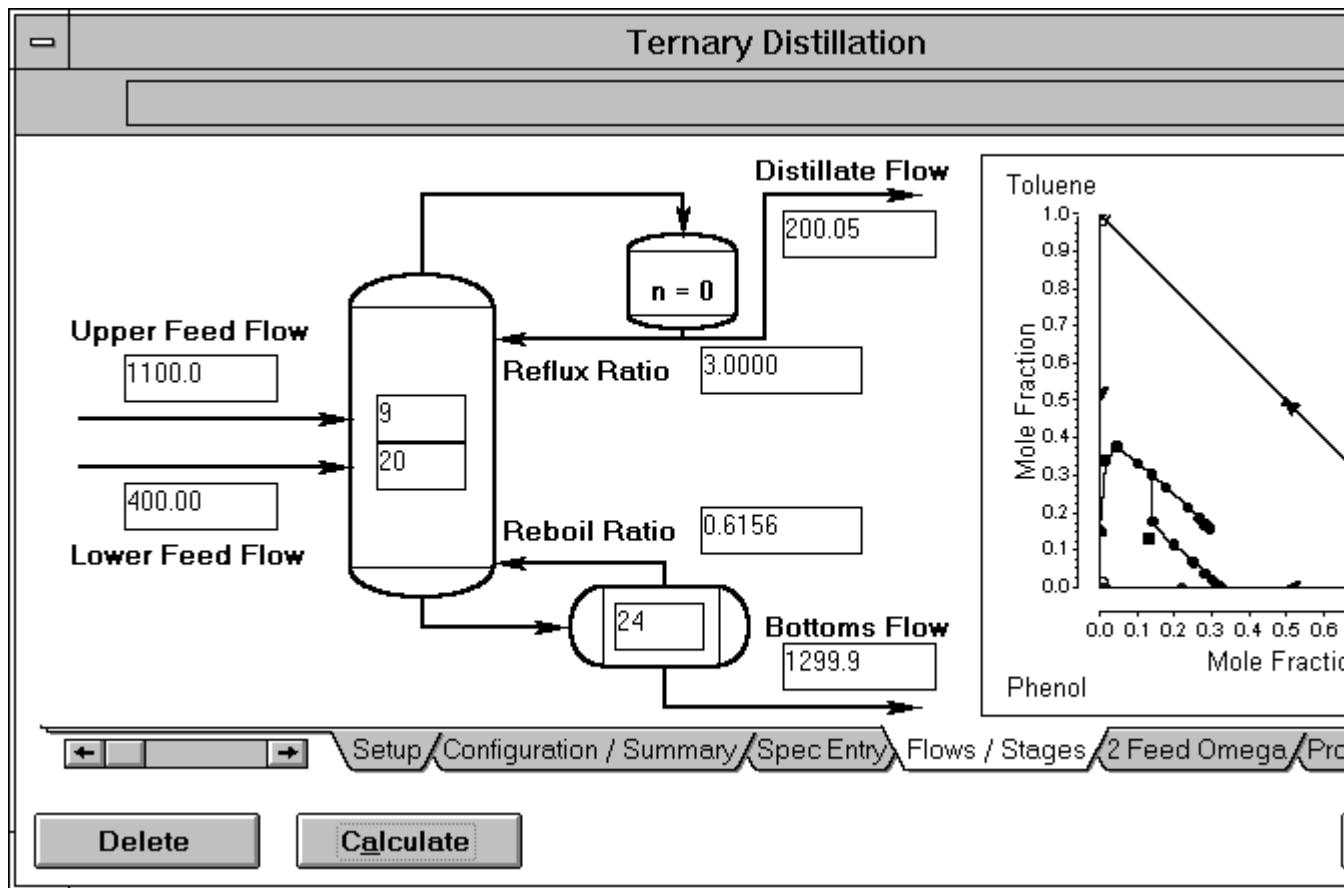 Ternary Distillation
Distillate Flow
200.05
n = 0
Upper Feed Flow
1100.0
Reflux Ratio
3.0000
9
20
400.00
Lower Feed Flow
Reboil Ratio
0.6156
24
Bottoms Flow
1299.9
Toluene
1.0
0.9
0.8
0.7
0.6
0.5
0.4
0.3
0.2
0.1
0.0
Mole Fraction
0.0 0.1 0.2 0.3 0.4 0.5 0.6
Mole Fractio
Phenol
Setup Configuration / Summary Spec Entry Flows / Stages 2 Feed Omega Pro
Delete Calculate